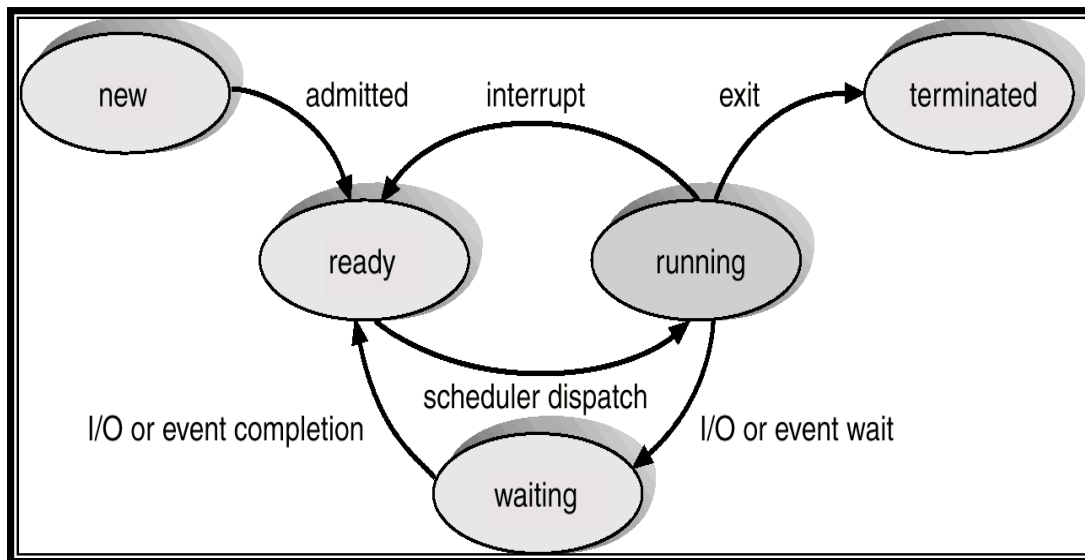 new
admitted
interrupt
exit
terminated
ready
running
scheduler dispatch
I/O or event completion
I/O or event wait
waiting